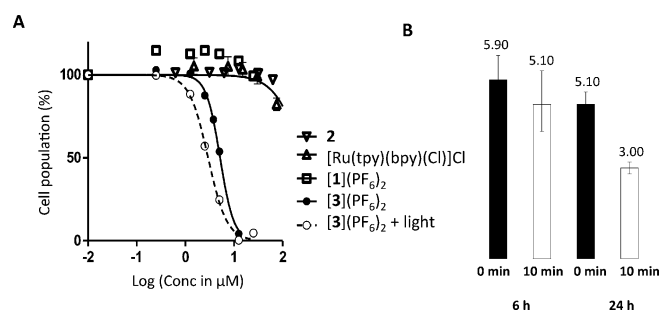 A
Cell population (%)
100
50
0
-2
-1
0
1
2
Log (Conc in µM)
2
[Ru(tpy)(bpy)(Cl)]Cl
[1](PF6)2
[3](PF6)2
[3](PF6)2 + light
B
5.90
5.10
5.10
3.00
0 min 10 min 0 min 10 min
6 h 24 h